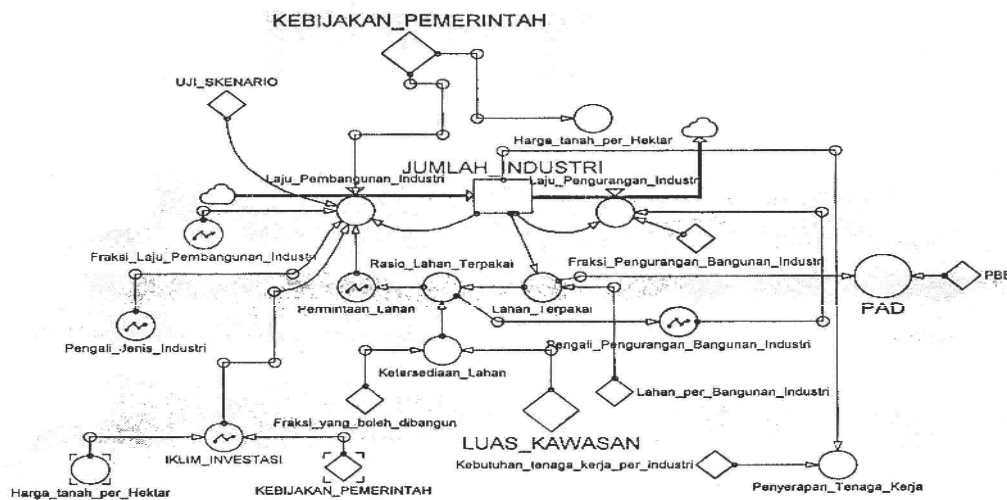 KEBIJAKAN_PEMERINTAH
UJI_SKENARIO
Harga_tanah_per_Hektar
JUMLAH_INDUSTRI
Laju_Pembangunan_Industri
Laju_Pengurangan_Industri
Fraksi_Laju_Pembangunan_Industri
Rasio_Lahan_Terpakai
Fraksi_Pengurangan_Bangunan_Industri
PBB
Permintaan_Lahan
Lahan_Terpakai
PAD
Pengali_Jenis_Industri
Pengali_Pengurangan_Bangunan_Industri
Ketersediaan_Lahan
Lahan_per_Bangunan_Industri
Fraksi_yang_boleh_dibangun
LUAS_KAWASAN
IKLIM_INVESTASI
Kebutuhan_tenaga_kerja_per_industri
Harga_tanah_per_Hektar
KEBIJAKAN_PEMERINTAH
Penyerapan_Tenaga_Kerja